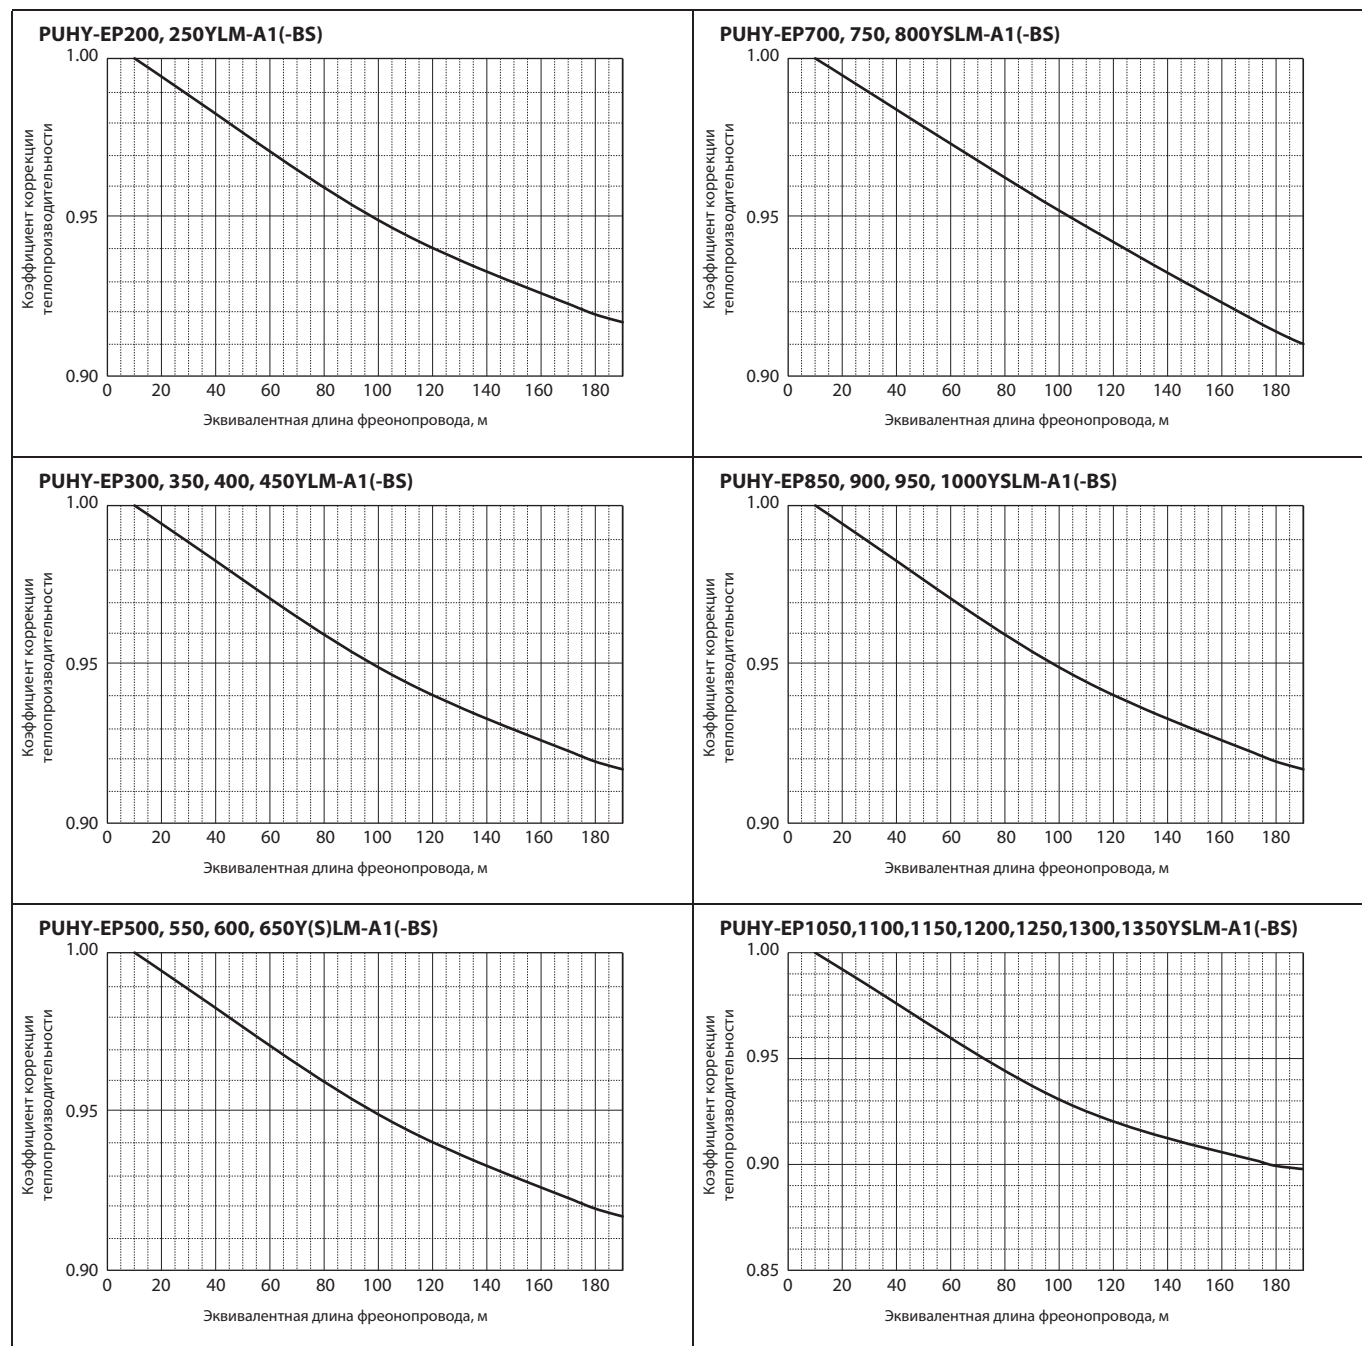 PUHY-EP200, 250YLM-A1(-BS)
1.00
0.95
0.90
Коэффициент коррекции
теплопроизводительности
0 20 40 60 80 100 120 140 160 180
Эквивалентная длина фреонопровода, м
PUHY-EP700, 750, 800YSLM-A1(-BS)
1.00
0.95
0.90
Коэффициент коррекции
теплопроизводительности
0 20 40 60 80 100 120 140 160 180
Эквивалентная длина фреонопровода, м
PUHY-EP300, 350, 400, 450YLM-A1(-BS)
1.00
0.95
0.90
Коэффициент коррекции
теплопроизводительности
0 20 40 60 80 100 120 140 160 180
Эквивалентная длина фреонопровода, м
PUHY-EP850, 900, 950, 1000YSLM-A1(-BS)
1.00
0.95
0.90
Коэффициент коррекции
теплопроизводительности
0 20 40 60 80 100 120 140 160 180
Эквивалентная длина фреонопровода, м
PUHY-EP500, 550, 600, 650Y(S)LM-A1(-BS)
1.00
0.95
0.90
Коэффициент коррекции
теплопроизводительности
0 20 40 60 80 100 120 140 160 180
Эквивалентная длина фреонопровода, м
PUHY-EP1050,1100,1150,1200,1250,1300,1350YSLM-A1(-BS)
1.00
0.95
0.90
0.85
Коэффициент коррекции
теплопроизводительности
0 20 40 60 80 100 120 140 160 180
Эквивалентная длина фреонопровода, м